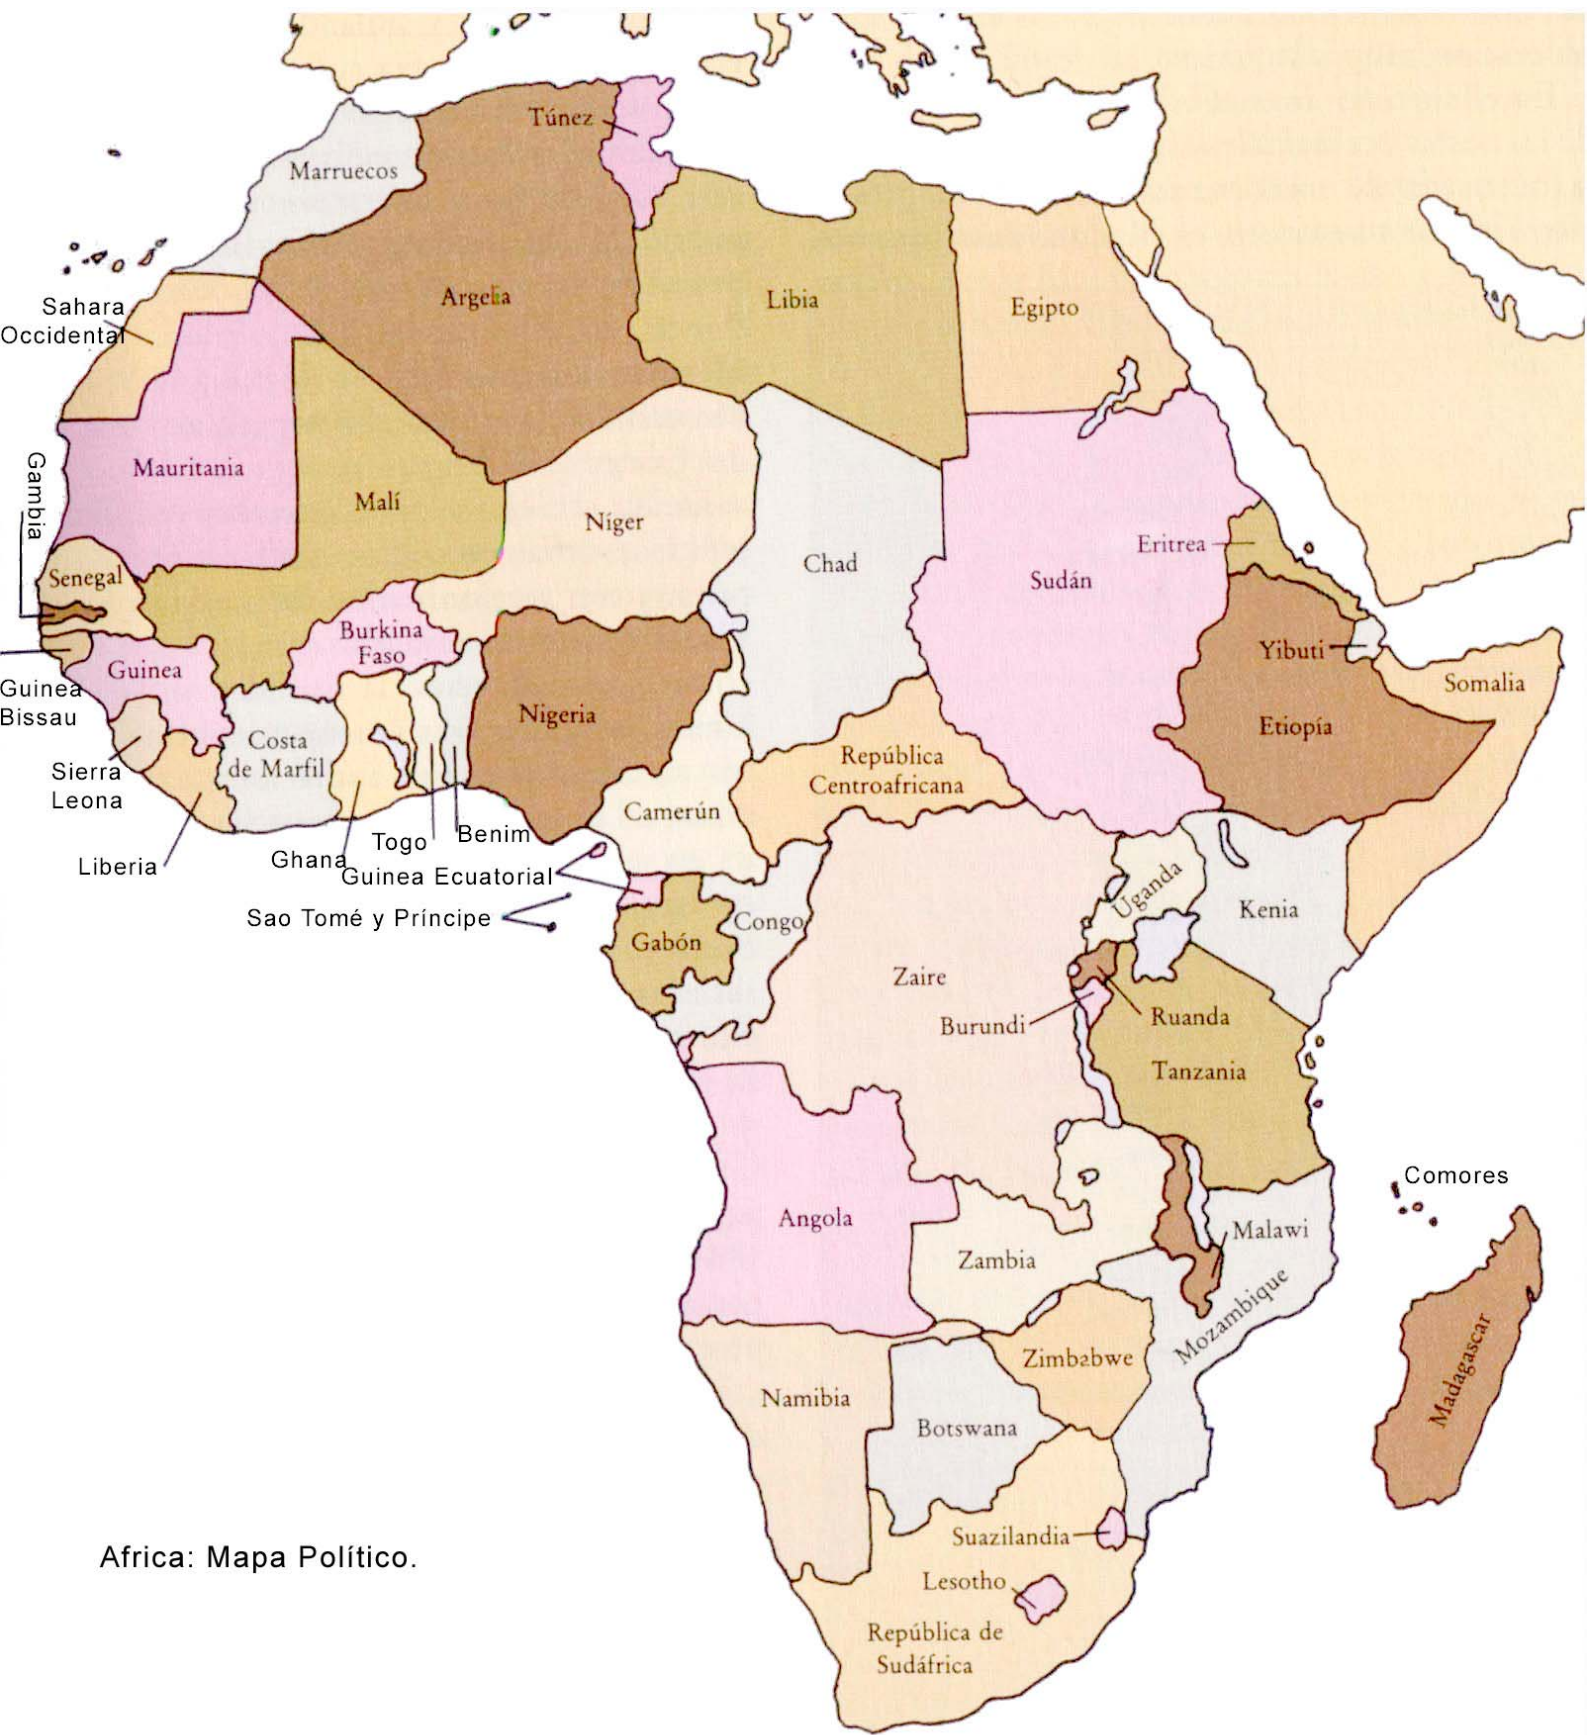 Túnez
Marruecos
Argelia
Libia
Egipto
Sahara
Occidental
Mauritania
Malí
Níger
Chad
Sudán
Eritrea
Gambia
Senegal
Burkina
Faso
Guinea
Guinea
Bissau
Yibuti
Somalia
Nigeria
Etiopía
Costa
de Marfil
Sierra
Leona
República
Centroafricana
Camerún
Liberia
Ghana
Togo
Benim
Guinea Ecuatorial
Sao Tomé y Príncipe
Uganda
Kenia
Gabón
Congo
Zaire
Burundi
Ruanda
Tanzania
Comores
Angola
Zambia
Malawi
Mozambique
Zimbabwe
Madagascar
Namibia
Botswana
Suazilandia
Lesotho
República de
Sudáfrica
Africa: Mapa Político.